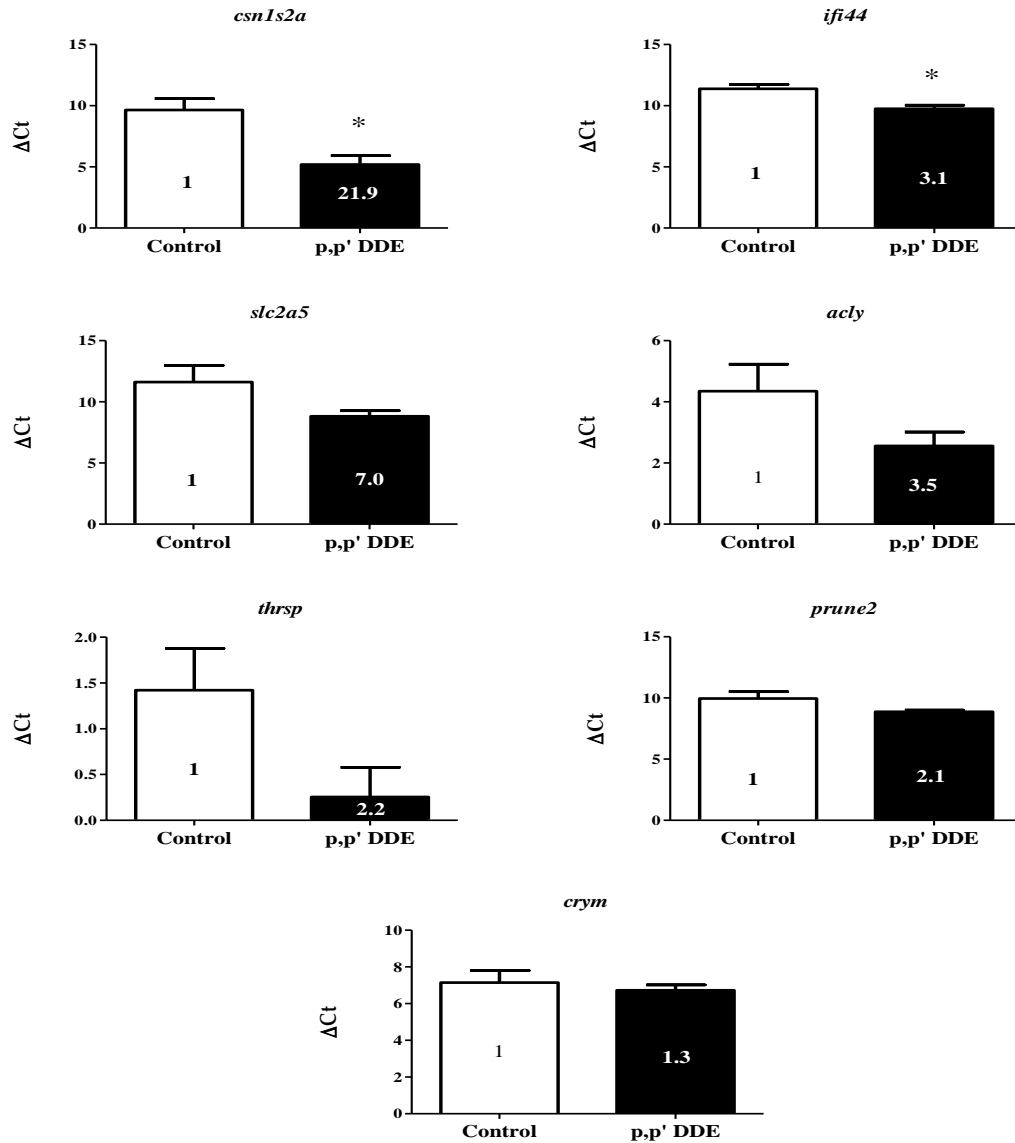 csn1s2a
15
10
5
0
ΔCt
*
1
21.9
Control p,p' DDE
ifi44
15
10
5
0
ΔCt
*
1
3.1
Control p,p' DDE
slc2a5
15
10
5
0
ΔCt
1
7.0
Control p,p' DDE
acly
6
4
2
0
ΔCt
1
3.5
Control p,p' DDE
thrsp
2.0
1.5
1.0
0.5
0.0
ΔCt
1
2.2
Control p,p' DDE
prune2
15
10
5
0
ΔCt
1
2.1
Control p,p' DDE
crym
10
8
6
4
2
0
ΔCt
1
1.3
Control p,p' DDE